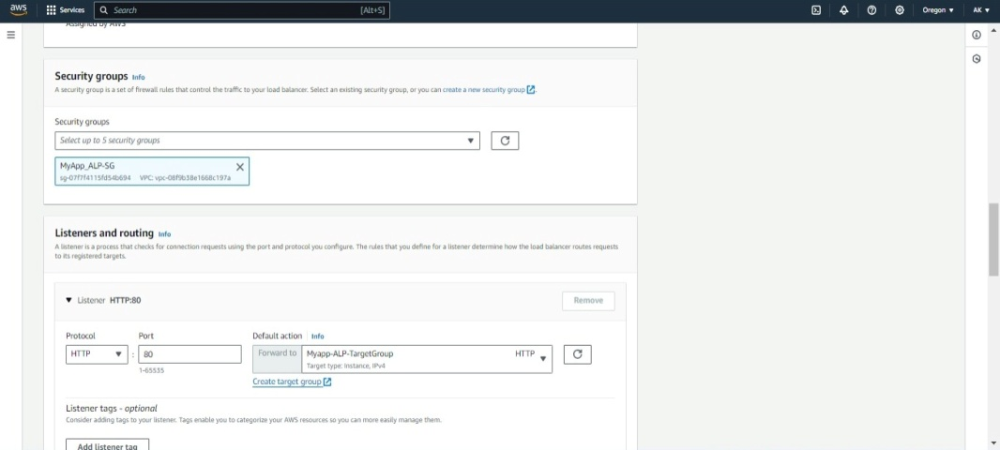 aws
Services
Search
[Alt+S]
Oregon
AK
Assigned by AWS
Security groups Info
A security group is a set of firewall rules that control the traffic to your load balancer. Select an existing security group, or you can create a new security group.
Security groups
Select up to 5 security groups
MyApp_ALP-SG
sg-07f7f4115fd54b694 VPC: vpc-08f9b38e1668c197a
Listeners and routing Info
A listener is a process that checks for connection requests using the port and protocol you configure. The rules that you define for a listener determine how the load balancer routes requests
to its registered targets.
Listener HTTP:80
Remove
Protocol Port Default action Info
HTTP : 80 Forward to Myapp-ALP-TargetGroup HTTP
Target type: Instance, IPv4
1-65535
Create target group
Listener tags - optional
Consider adding tags to your listener. Tags enable you to categorize your AWS resources so you can more easily manage them.
Add listener tag